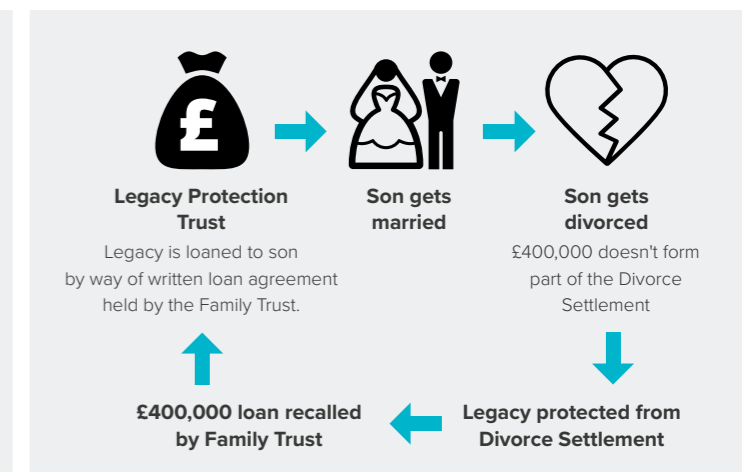 £
Legacy Protection
Trust
Legacy is loaned to son
by way of written loan agreement
held by the Family Trust.
Son gets
married
Son gets
divorced
£400,000 doesn't form
part of the Divorce
Settlement
Legacy protected from
Divorce Settlement
£400,000 loan recalled
by Family Trust